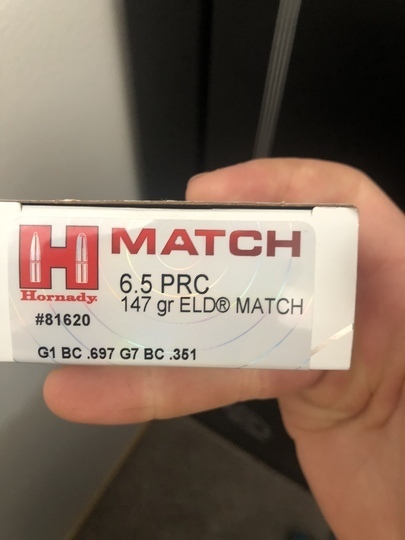 MATCH
H
Hornady.
6.5 PRC
147 gr ELD® MATCH
#81620
G1 BC .697 G7 BC .351